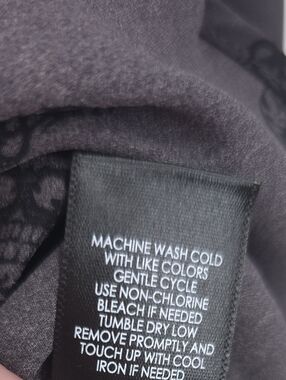 MACHINE WASH COLD
WITH LIKE COLORS
GENTLE CYCLE
USE NON-CHLORINE
BLEACH IF NEEDED
TUMBLE DRY LOW
REMOVE PROMPTLY AND
TOUCH UP WITH COOL
IRON IF NEEDED